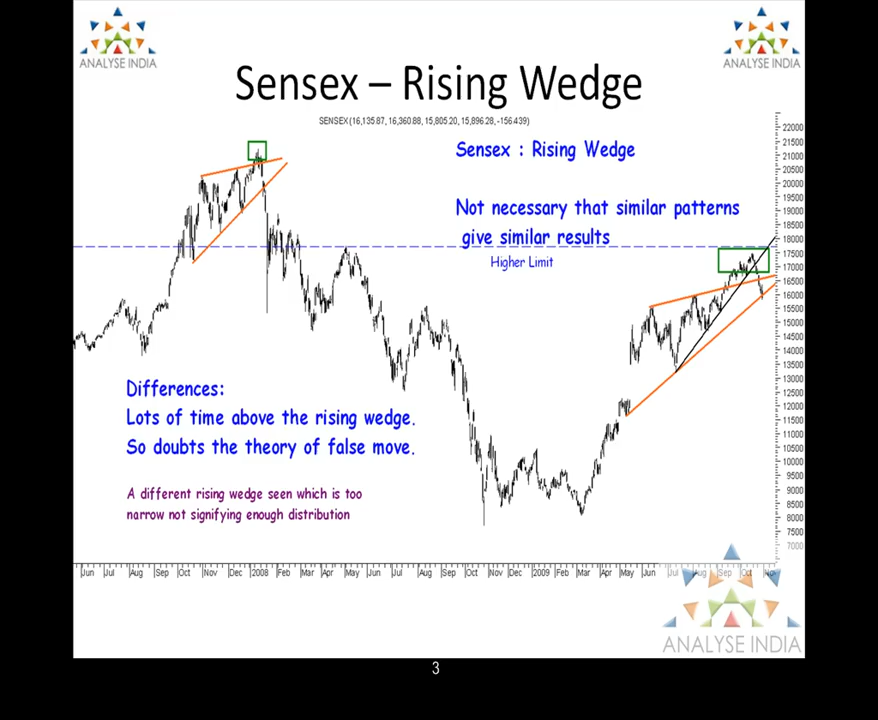 ANALYSE INDIA
ANALYSE INDIA
Sensex – Rising Wedge
SENSEX (16,135.87, 16,360.88, 15,805.20, 15,896.28, -156.439)
Sensex : Rising Wedge
Not necessary that similar patterns
give similar results
Higher Limit
Differences:
Lots of time above the rising wedge.
So doubts the theory of false move.
A different rising wedge seen which is too
narrow not signifying enough distribution
22000
21500
21000
20500
20000
19500
19000
18500
18000
17500
17000
16500
16000
15500
15000
14500
14000
13500
13000
12500
12000
11500
11000
10500
10000
9500
9000
8500
8000
7500
7000
Jun Jul Aug Sep Oct Nov Dec 2008 Feb Mar Apr May Jun Jul Aug Sep Oct Nov Dec 2009 Feb Mar Apr May Jun Jul Aug Sep Oct
ANALYSE INDIA
3